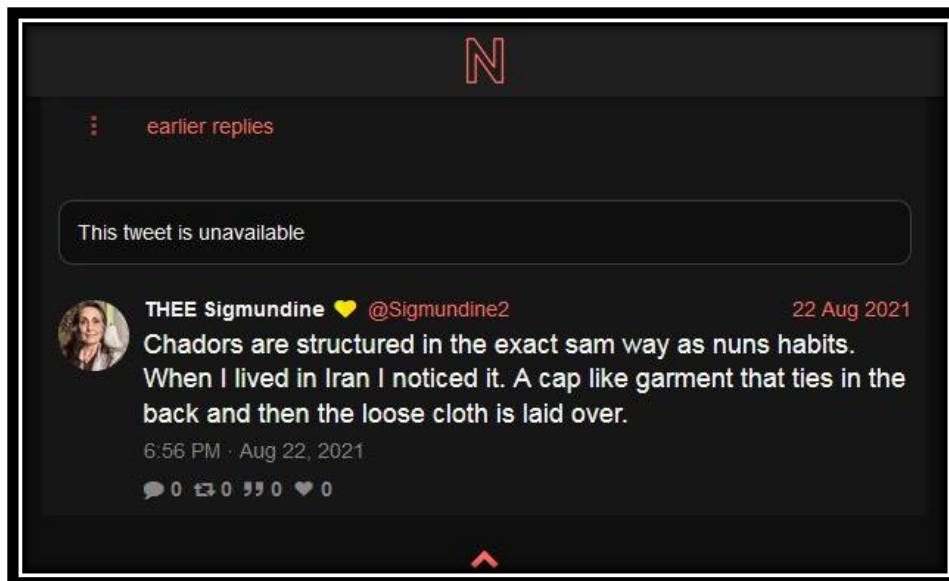 N
earlier replies
This tweet is unavailable
THEE Sigmundine 💛 @Sigmundine2 22 Aug 2021
Chadors are structured in the exact sam way as nuns habits.
When I lived in Iran I noticed it. A cap like garment that ties in the
back and then the loose cloth is laid over.
6:56 PM · Aug 22, 2021
0 0 0 0